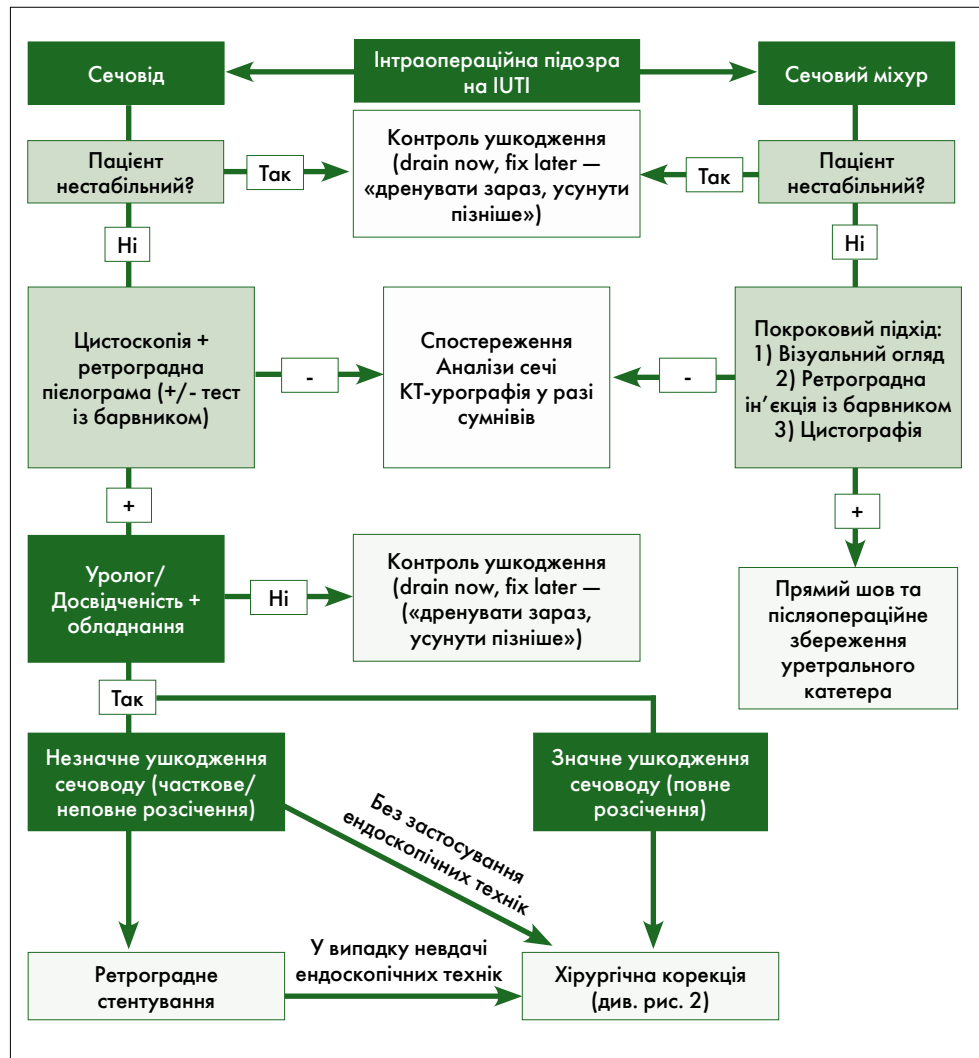 Сечовід
Інтраопераційна підозра
на IUTI
Сечовий міхур
Пацієнт
нестабільний?
Так
Контроль ушкодження
(drain now, fix later —
«дренувати зараз, усунути
пізніше»)
Так
Пацієнт
нестабільний?
Ні
Ні
Цистоскопія +
ретроградна
пієлограма (+/- тест
із барвником)
-
Спостереження
Аналізи сечі
КТ-урографія у разі
сумнівів
-
Покроковий підхід:
1) Візуальний огляд
2) Ретроградна
ін’єкція із барвником
3) Цистографія
+
+
Уролог/
Досвідченість +
обладнання
Ні
Контроль ушкодження
(drain now, fix later —
(«дренувати зараз,
усунути пізніше»)
Прямий шов та
післяопераційне
збереження
уретрального
катетера
Так
Незначне ушкодження
сечоводу (часткове/
неповне розсічення)
Значне ушкодження
сечоводу (повне
розсічення)
Без застосування
ендоскопічних
технік
Ретроградне
стентування
У випадку невдачі
ендоскопічних технік
Хірургічна корекція
(див. рис. 2)